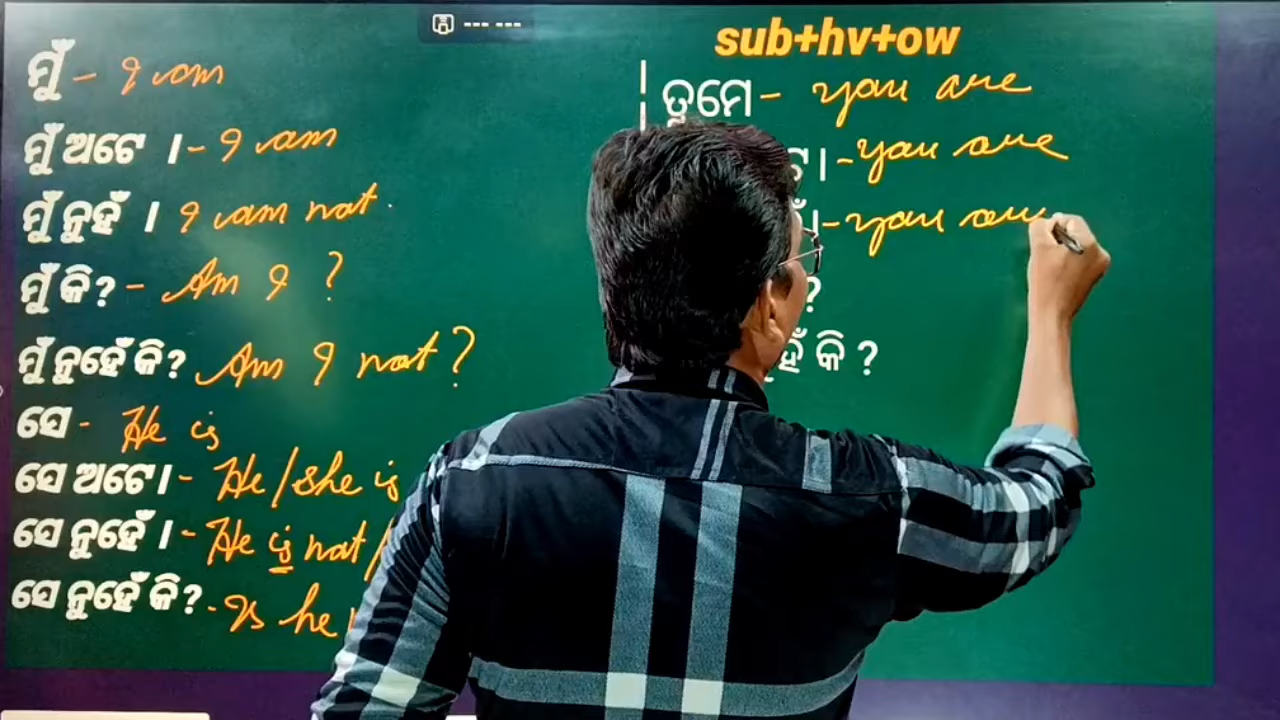 sub+hv+ow
ମୁଁ - I am
ମୁଁ ଅଟେ । - I am
ମୁଁ ନୁହଁ । I am not.
ମୁଁ କି? - Am I ?
ମୁଁ ନୁହେଁ କି? Am I not?
ସେ - He is
ସେ ଅଟେ। - He/she is
ସେ ନୁହେଁ । - He is not/
ସେ ନୁହେଁ କି? - Is he
ତୁମେ - you are
। - you are
। - you are
?
କି ?